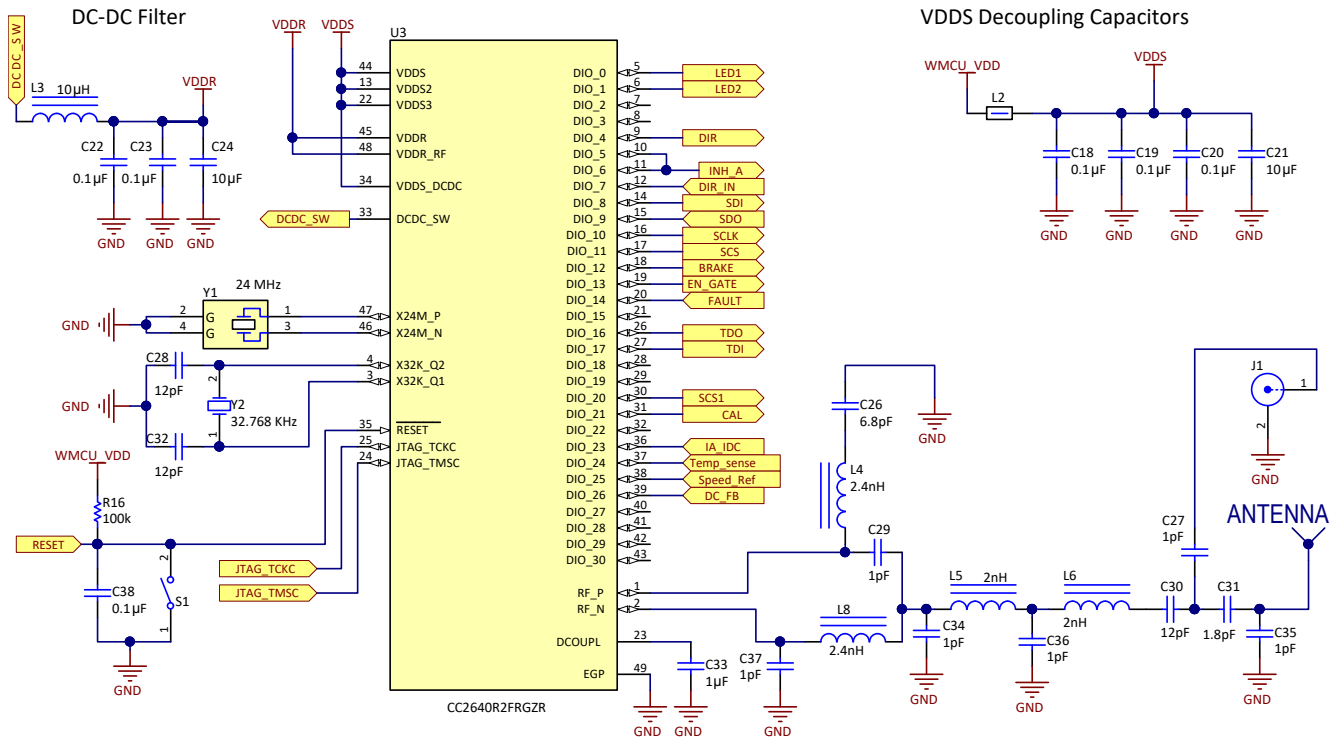 DC-DC Filter
VDDS Decoupling Capacitors
DCDC_SW
L3
10µH
VDDR
C22
0.1µF
C23
0.1µF
C24
10µF
GND
GND
GND
VDDR
VDDS
U3
44
VDDS
13
VDDS2
22
VDDS3
45
VDDR
48
VDDR_RF
34
VDDS_DCDC
DCDC_SW
33
DCDC_SW
24 MHz
Y1
2
G
1
4
G
3
GND
47
X24M_P
46
X24M_N
C28
12pF
4
X32K_Q2
3
X32K_Q1
2
Y2
32.768 KHz
1
GND
C32
12pF
35
RESET
25
JTAG_TCKC
24
JTAG_TMSC
WMCU_VDD
R16
100k
RESET
C38
0.1µF
2
S1
1
GND
JTAG_TCKC
JTAG_TMSC
DIO_0
5
LED1
DIO_1
6
LED2
DIO_2
7
DIO_3
8
DIO_4
9
DIR
DIO_5
10
DIO_6
11
INH_A
DIO_7
12
DIR_IN
DIO_8
14
SDI
DIO_9
15
SDO
DIO_10
16
SCLK
DIO_11
17
SCS
DIO_12
18
BRAKE
DIO_13
19
EN_GATE
DIO_14
20
FAULT
DIO_15
21
DIO_16
26
TDO
DIO_17
27
TDI
DIO_18
28
DIO_19
29
DIO_20
30
SCS1
DIO_21
31
CAL
DIO_22
32
DIO_23
36
IA_IDC
DIO_24
37
Temp_sense
DIO_25
38
Speed_Ref
DIO_26
39
DC_FB
DIO_27
40
DIO_28
41
DIO_29
42
DIO_30
43
RF_P
1
RF_N
2
DCOUPL
23
EGP
49
CC2640R2FRGZR
GND
C33
1µF
GND
C37
1pF
GND
L8
2.4nH
C26
6.8pF
GND
L4
2.4nH
C29
1pF
C34
1pF
GND
L5
2nH
C36
1pF
GND
L6
2nH
C30
12pF
C27
1pF
C31
1.8pF
C35
1pF
GND
ANTENNA
J1
1
2
GND
WMCU_VDD
L2
VDDS
C18
0.1µF
C19
0.1µF
C20
0.1µF
C21
10µF
GND
GND
GND
GND